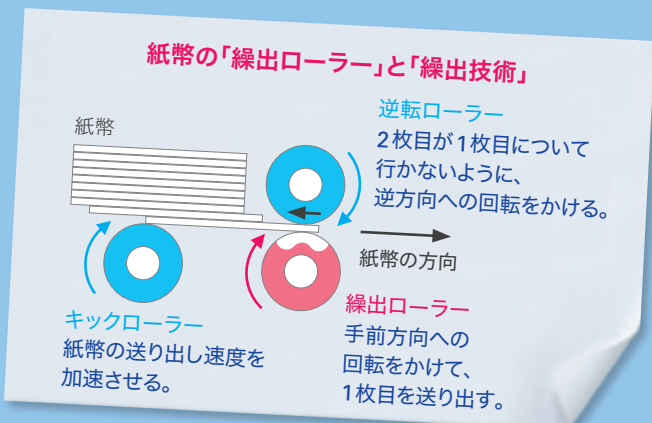 紙幣の「繰出ローラー」と「繰出技術」
紙幣
逆転ローラー
2枚目が1枚目について
行かないように、
逆方向への回転をかける。
紙幣の方向
キックローラー
紙幣の送り出し速度を
加速させる。
繰出ローラー
手前方向への
回転をかけて、
1枚目を送り出す。